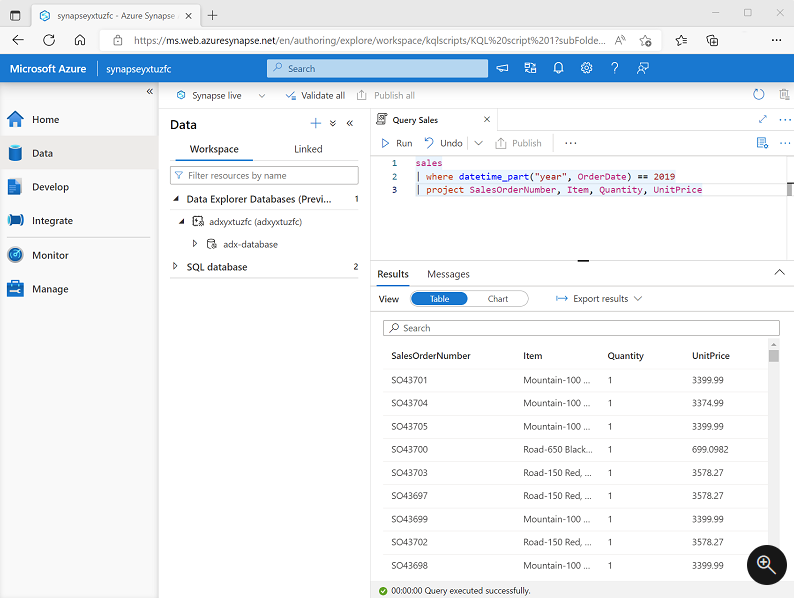 synapseyxtuzfc - Azure Synapse
https://ms.web.azuresynapse.net/en/authoring/explore/workspace/kqlscripts/KQL%20script%201?subFolde...
Microsoft Azure
synapseyxtuzfc
Search
Synapse live
Validate all
Publish all
Home
Data
Develop
Integrate
Monitor
Manage
Data
Workspace
Linked
Filter resources by name
Data Explorer Databases (Previ... 1
adxyxtuzfc (adxyxtuzfc)
adx-database
SQL database 2
Query Sales
Run
Undo
Publish
1 sales
2 | where datetime_part("year", OrderDate) == 2019
3 | project SalesOrderNumber, Item, Quantity, UnitPrice
Results
Messages
View
Table
Chart
Export results
Search
SalesOrderNumber Item Quantity UnitPrice
SO43701 Mountain-100 ... 1 3399.99
SO43704 Mountain-100 ... 1 3374.99
SO43705 Mountain-100 ... 1 3399.99
SO43700 Road-650 Black... 1 699.0982
SO43703 Road-150 Red, ... 1 3578.27
SO43697 Road-150 Red, ... 1 3578.27
SO43699 Mountain-100 ... 1 3399.99
SO43702 Road-150 Red, ... 1 3578.27
SO43698 Mountain-100 ... 1 3399.99
00:00:00 Query executed successfully.